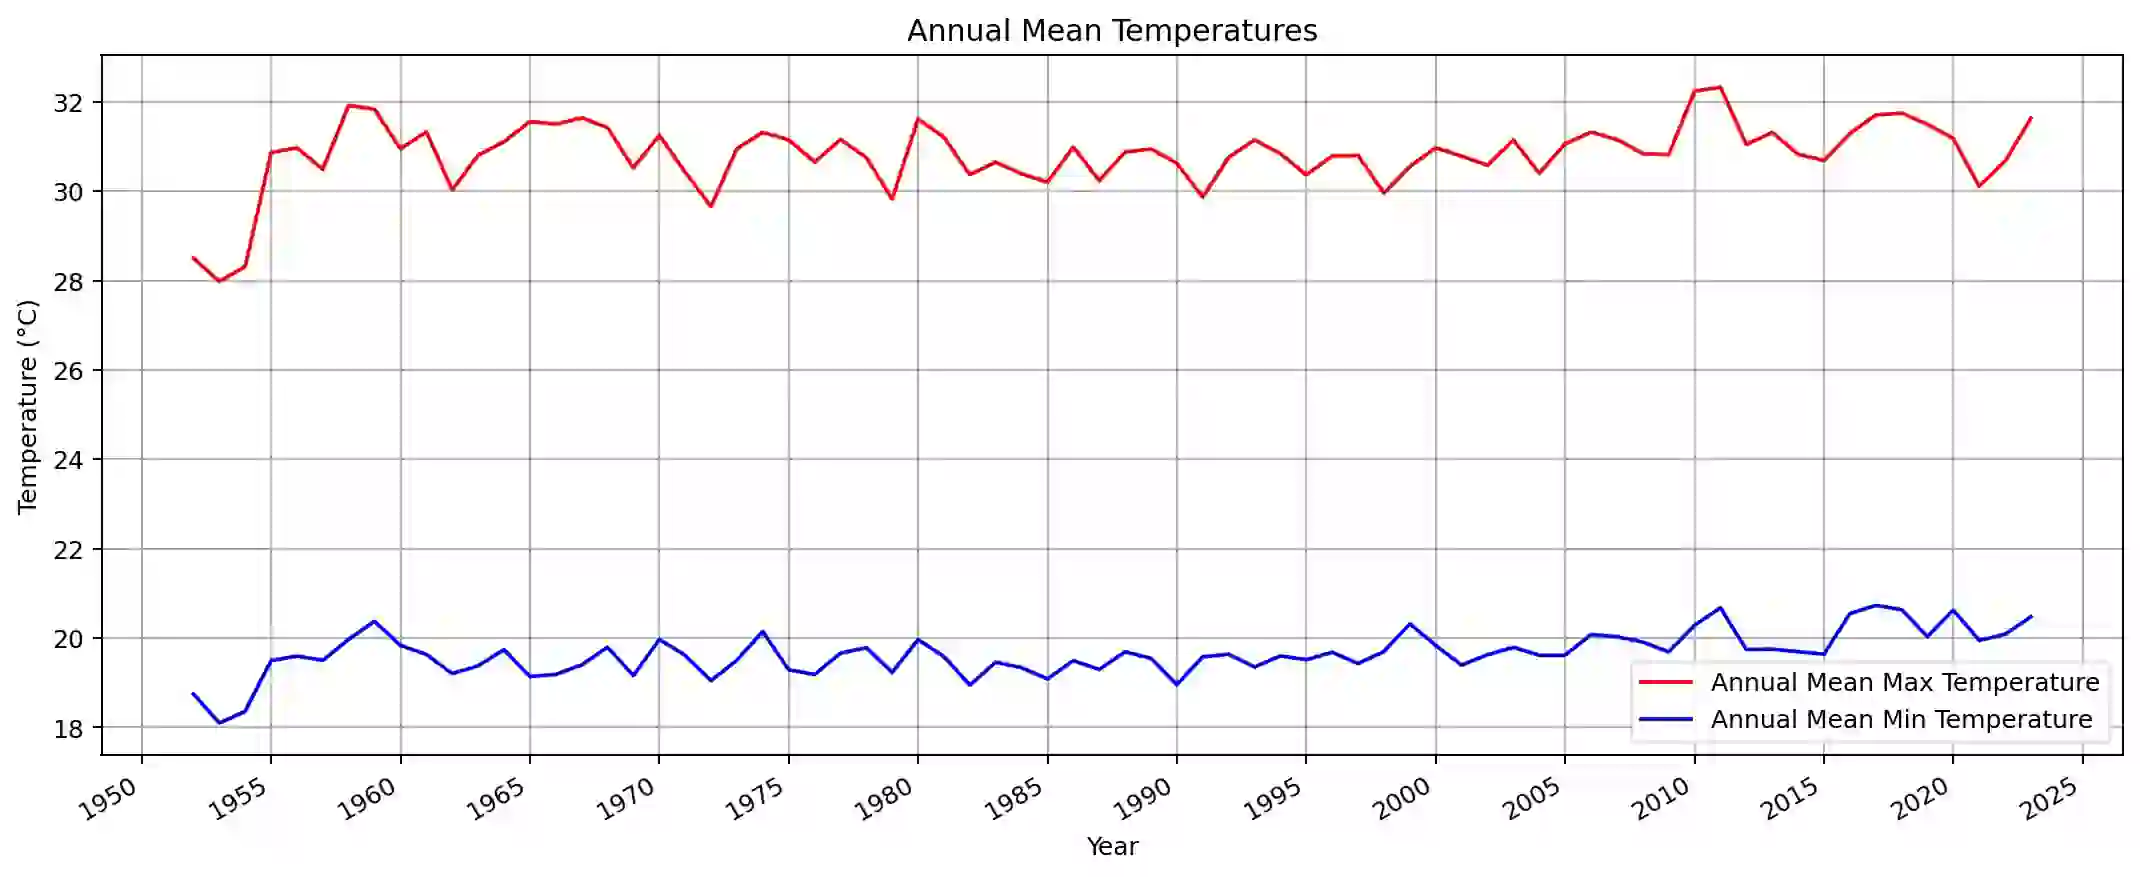 Annual Mean Temperatures
Temperature (°C)
32
30
28
26
24
22
20
18
Annual Mean Max Temperature
Annual Mean Min Temperature
1950 1955 1960 1965 1970 1975 1980 1985 1990 1995 2000 2005 2010 2015 2020 2025
Year